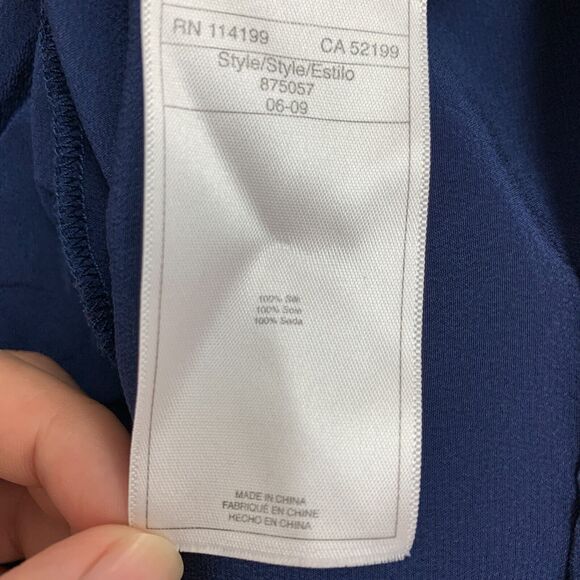 RN 114199 CA 52199
Style/Style/Estilo
875057
06-09
100% Silk
100% Soie
100% Seda
MADE IN CHINA
FABRIQUÉ EN CHINE
HECHO EN CHINA